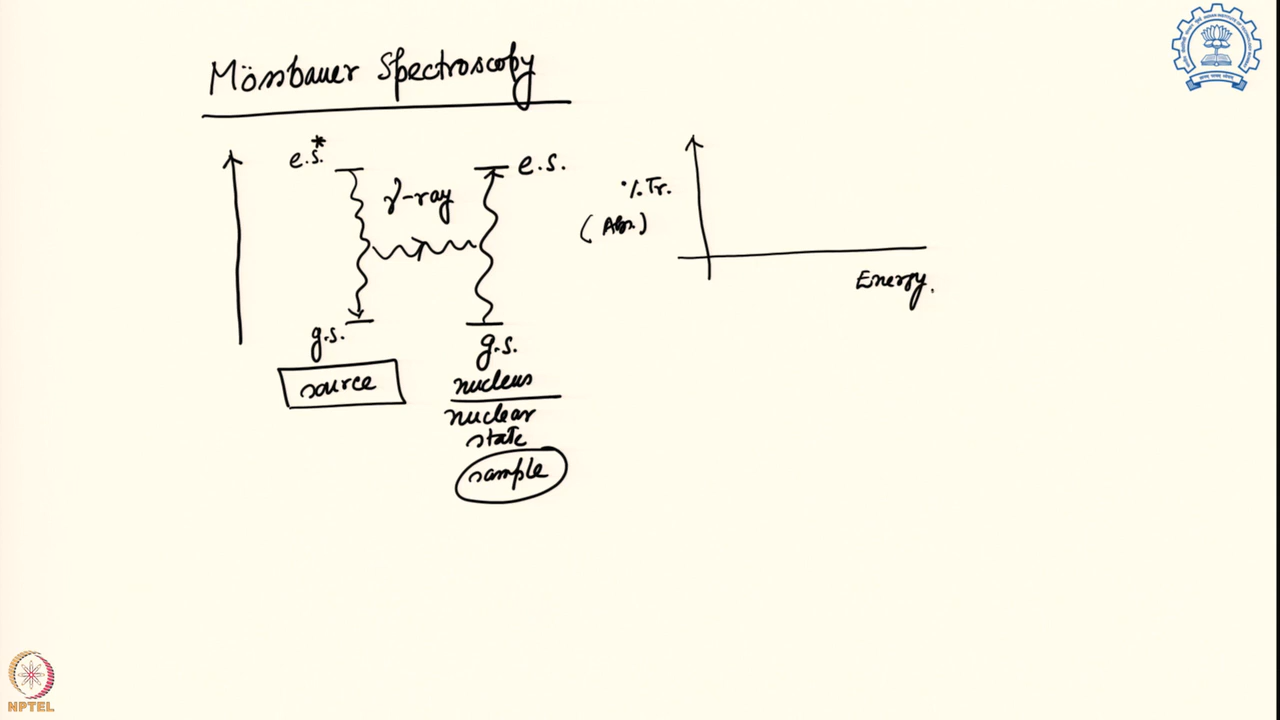 Mössbauer Spectroscopy
e.s.*
γ-ray
e.s.
g.s.
source
g.s.
nucleus
nuclear
state
sample
%Tr.
(Abs.)
Energy.
NPTEL